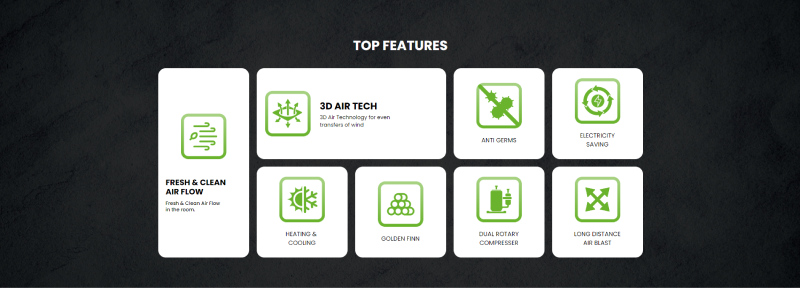 TOP FEATURES
FRESH & CLEAN
AIR FLOW
Fresh & Clean Air Flow
in the room.
3D AIR TECH
3D Air Technology for even
transfers of wind
ANTI GERMS
ELECTRICITY
SAVING
HEATING &
COOLING
GOLDEN FINN
DUAL ROTARY
COMPRESSER
LONG DISTANCE
AIR BLAST